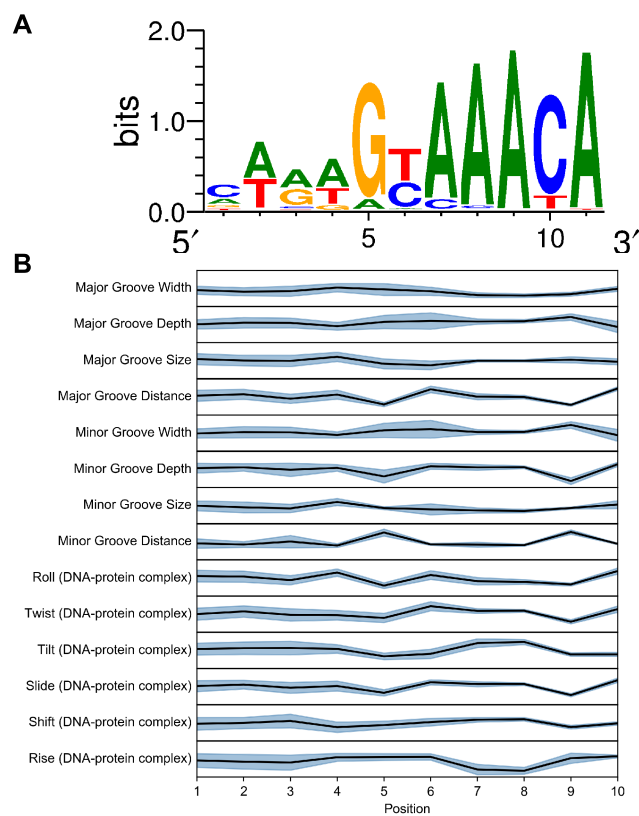 A
2.0
bits
1.0
0.0
5′
5
10
3′
B
Major Groove Width
Major Groove Depth
Major Groove Size
Major Groove Distance
Minor Groove Width
Minor Groove Depth
Minor Groove Size
Minor Groove Distance
Roll (DNA-protein complex)
Twist (DNA-protein complex)
Tilt (DNA-protein complex)
Slide (DNA-protein complex)
Shift (DNA-protein complex)
Rise (DNA-protein complex)
1 2 3 4 5 6 7 8 9 10
Position